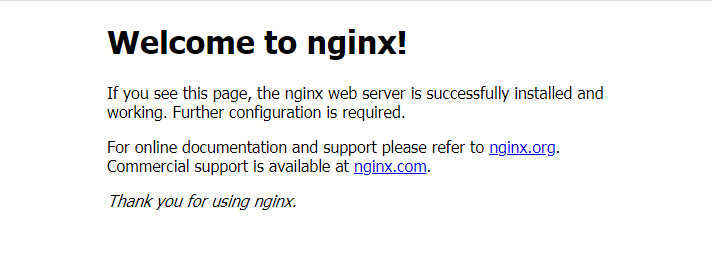 Welcome to nginx!
If you see this page, the nginx web server is successfully installed and
working. Further configuration is required.
For online documentation and support please refer to nginx.org.
Commercial support is available at nginx.com.
Thank you for using nginx.